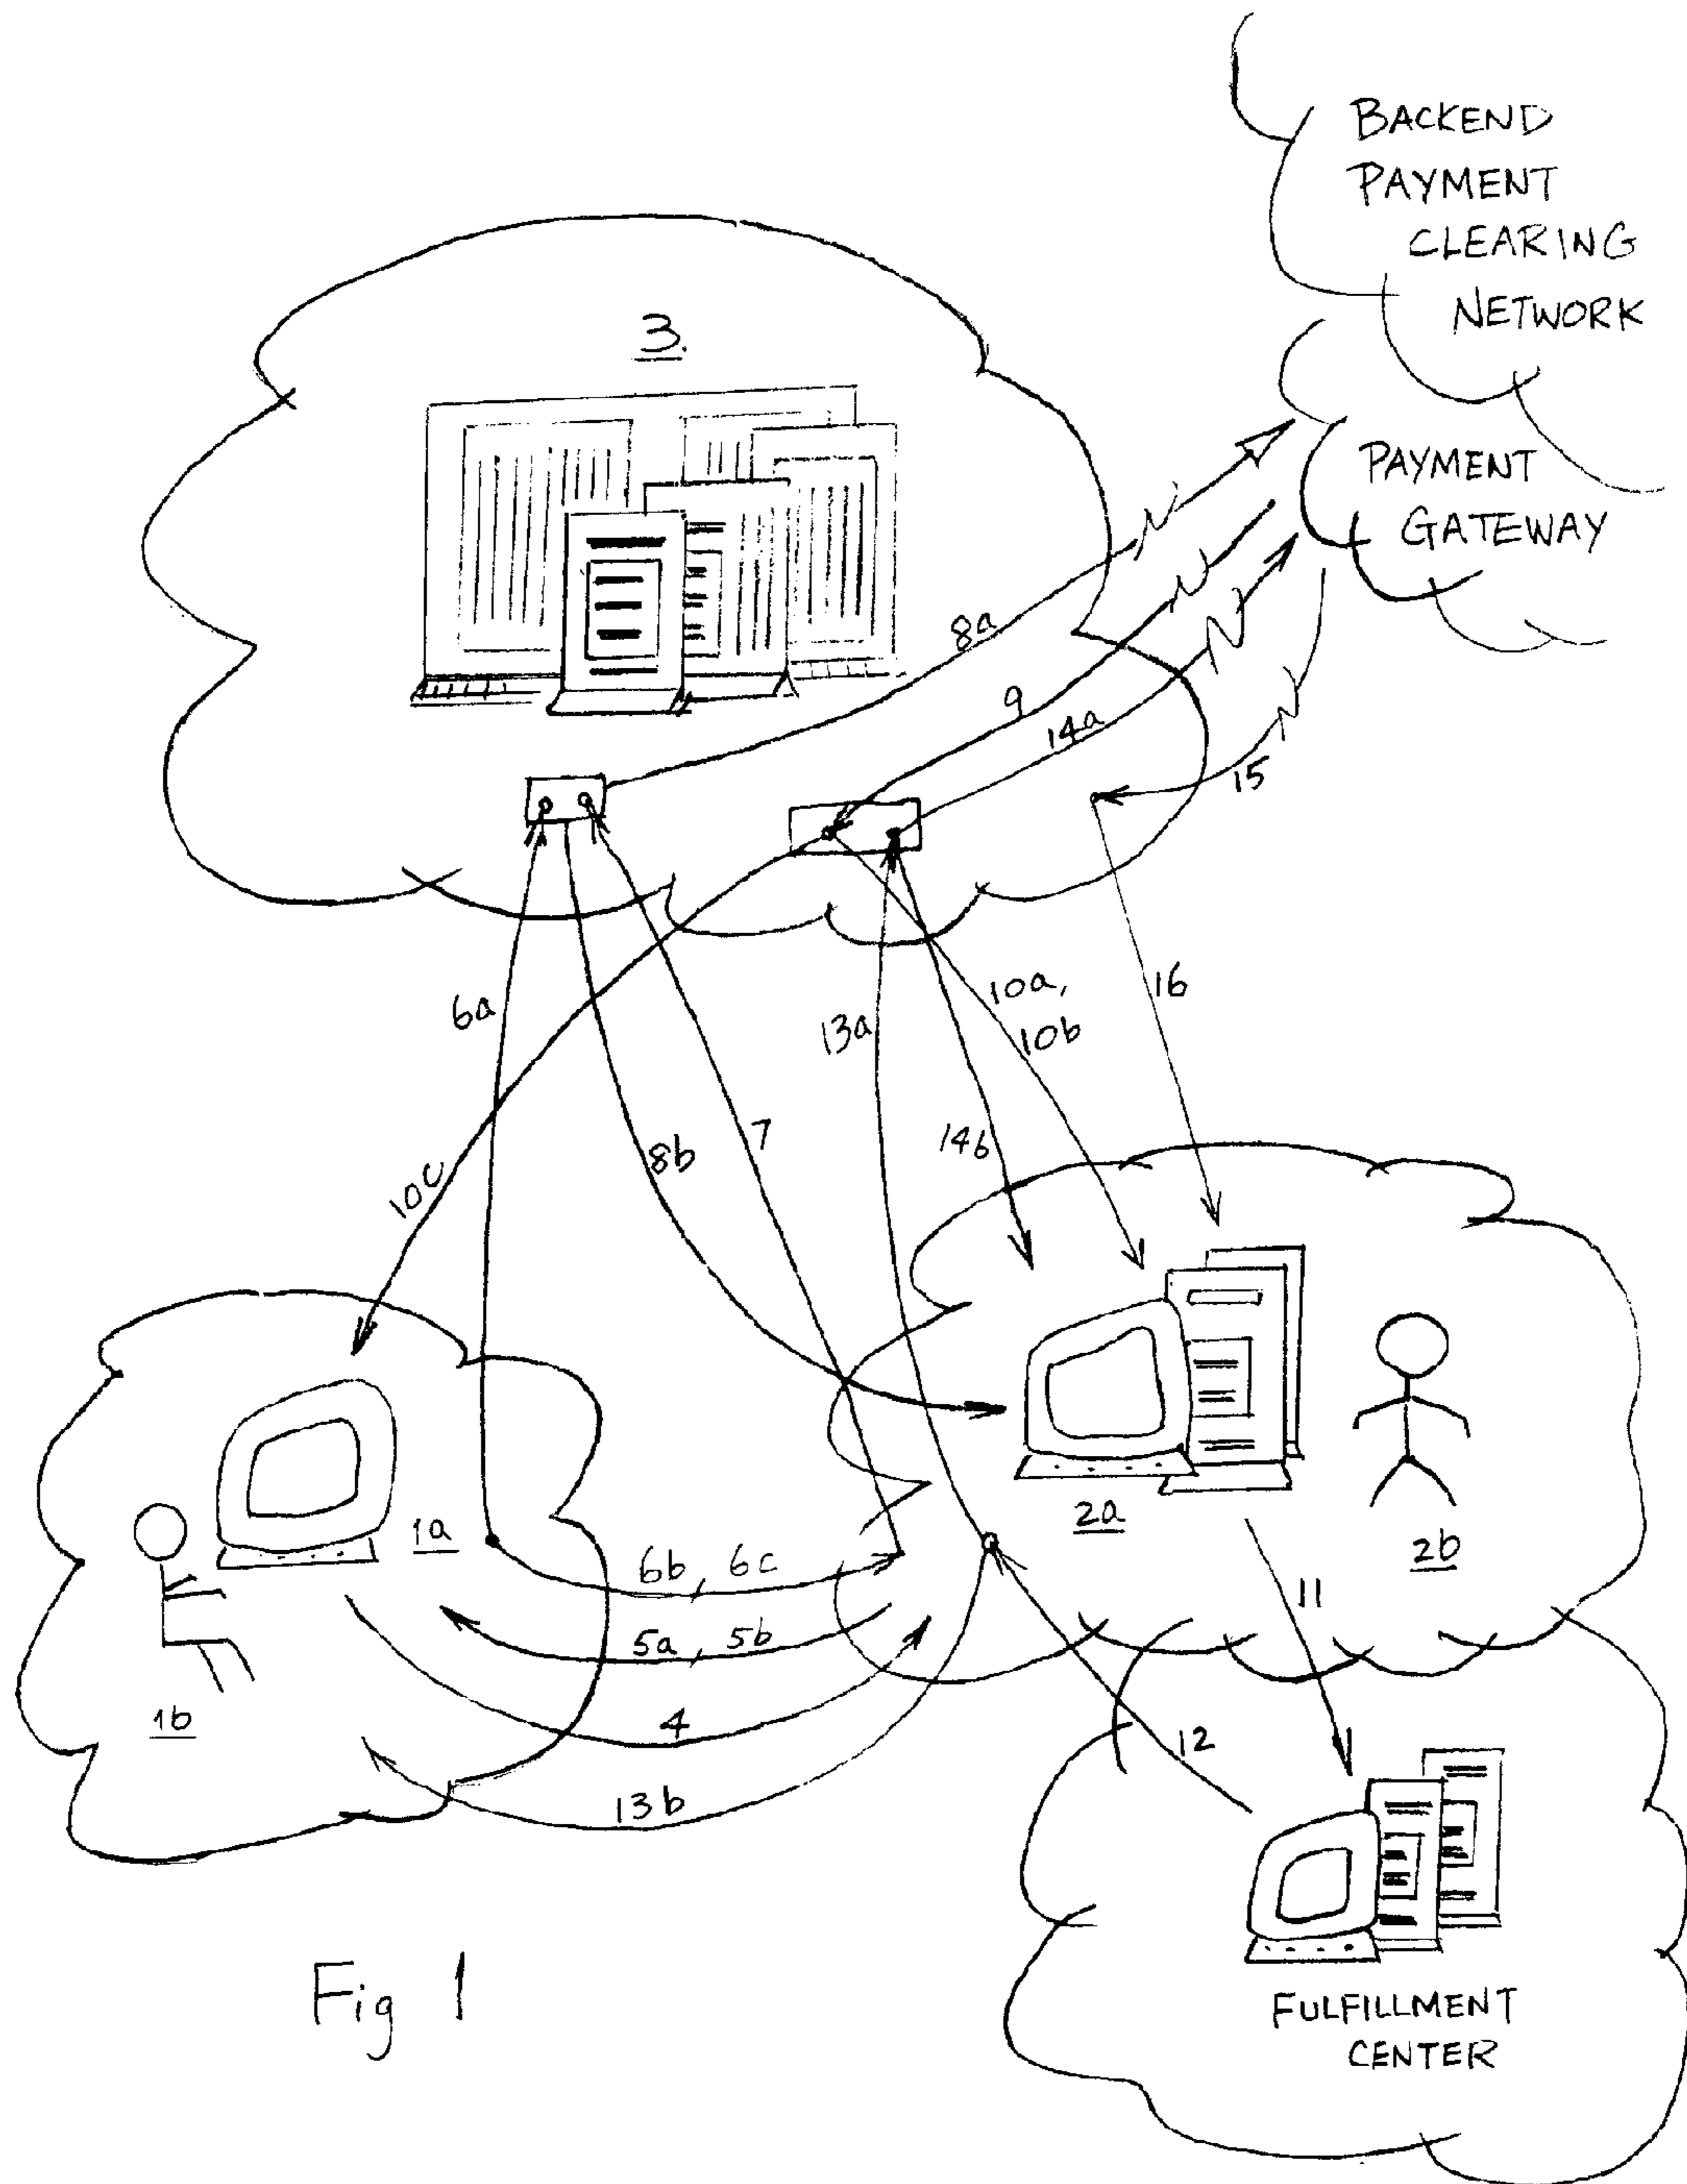 BACKEND
PAYMENT
CLEARING
NETWORK
3.
PAYMENT
GATEWAY
8a
9
14a
15
6a
13a
10a,
10b
16
10c
8b
7
14b
1a
2a
2b
6b, 6c
11
5a, 5b
1b
4
12
13b
Fig 1
FULFILLMENT
CENTER